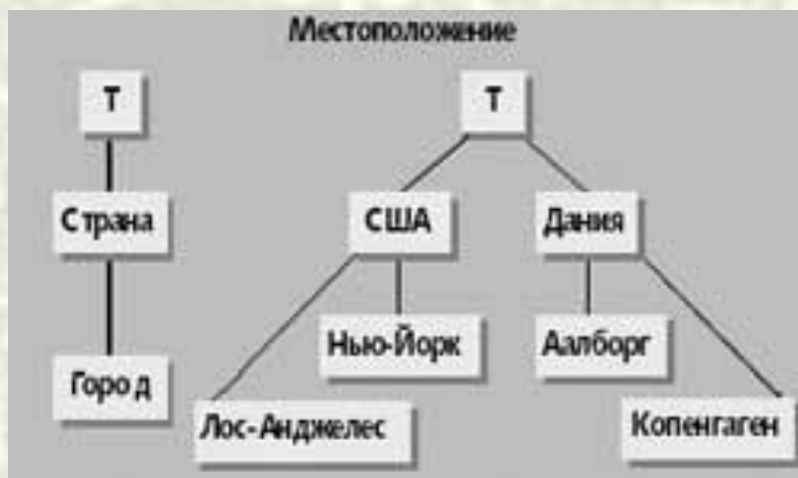 Местоположение
Т
Т
Страна
США
Дания
Нью-Йорк
Аалборг
Город
Лос-Анджелес
Копенгаген